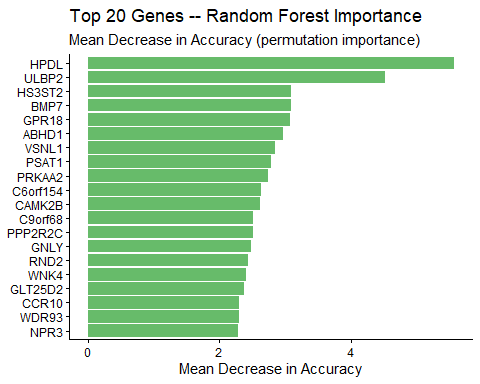 Top 20 Genes -- Random Forest Importance
Mean Decrease in Accuracy (permutation importance)
HPDL
ULBP2
HS3ST2
BMP7
GPR18
ABHD1
VSNL1
PSAT1
PRKAA2
C6orf154
CAMK2B
C9orf68
PPP2R2C
GNLY
RND2
WNK4
GLT25D2
CCR10
WDR93
NPR3
0 2 4
Mean Decrease in Accuracy